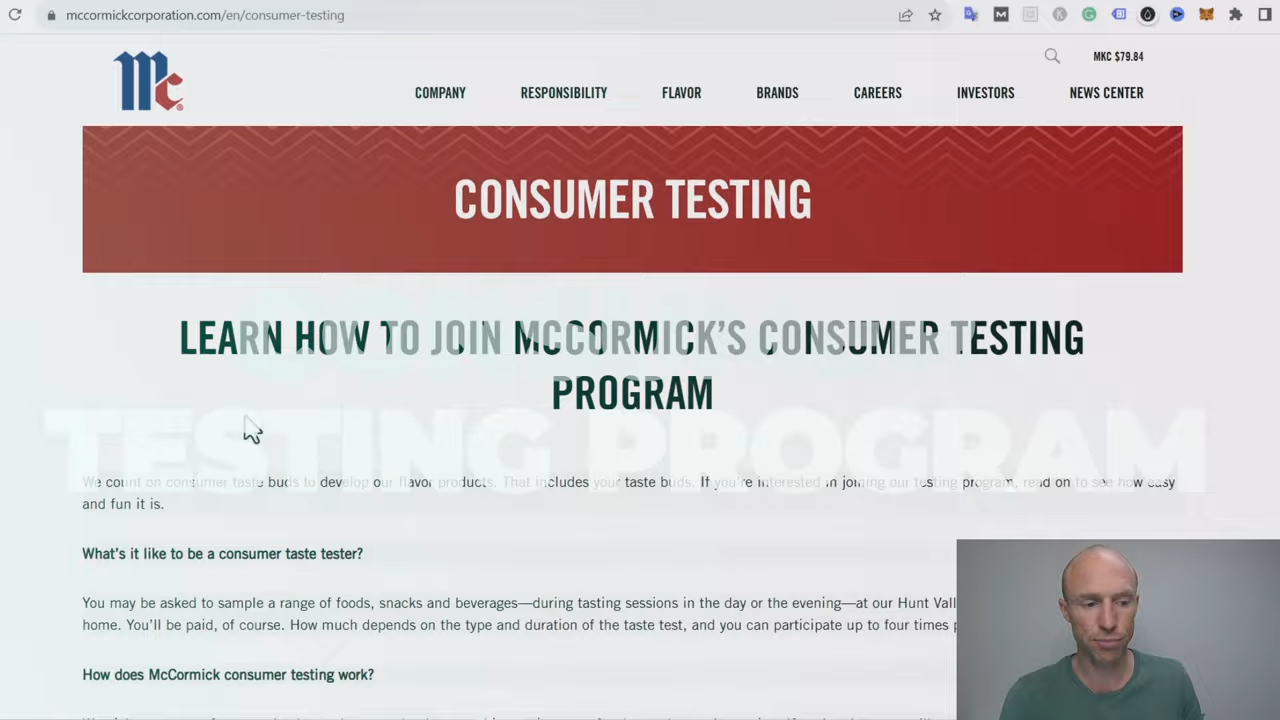 mccormickcorporation.com/en/consumer-testing
Mc
MKC $79.84
COMPANY RESPONSIBILITY FLAVOR BRANDS CAREERS INVESTORS NEWS CENTER
CONSUMER TESTING
LEARN HOW TO JOIN MCCORMICK'S CONSUMER TESTING
PROGRAM
TESTING PROGRAM
We count on consumer taste buds to develop our flavor products. That includes your taste buds. If you're interested in joining our testing program, read on to see how easy
and fun it is.
What's it like to be a consumer taste tester?
You may be asked to sample a range of foods, snacks and beverages—during tasting sessions in the day or the evening—at our Hunt Vall
home. You'll be paid, of course. How much depends on the type and duration of the taste test, and you can participate up to four times p
How does McCormick consumer testing work?